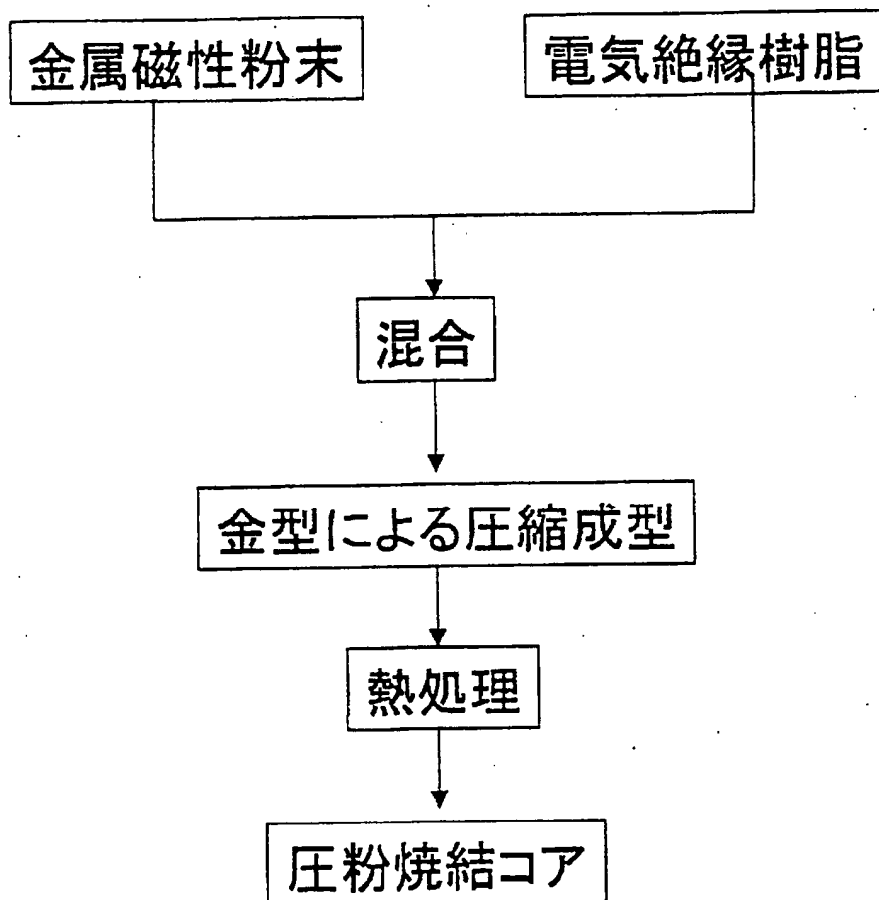 金属磁性粉末
電気絶縁樹脂
混合
金型による圧縮成型
熱処理
圧粉焼結コア